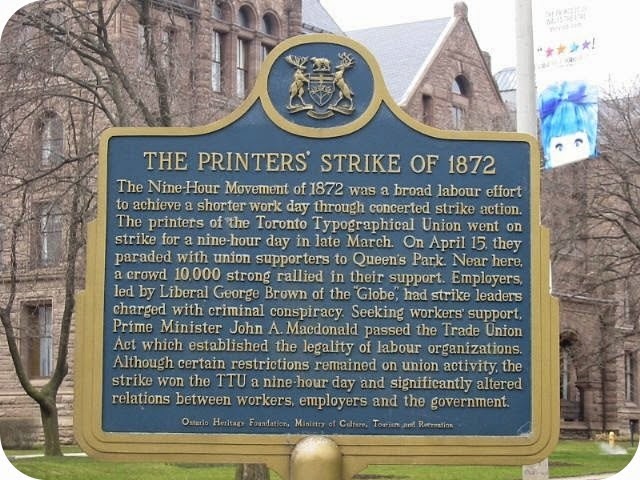 THE PRINTERS' STRIKE OF 1872
The Nine-Hour Movement of 1872 was a broad labour effort
to achieve a shorter work day through concerted strike action.
The printers of the Toronto Typographical Union went on
strike for a nine-hour day in late March. On April 15, they
paraded with union supporters to Queen's Park. Near here,
a crowd 10,000 strong rallied in their support. Employers,
led by Liberal George Brown of the "Globe," had strike leaders
charged with criminal conspiracy. Seeking workers' support,
Prime Minister John A. Macdonald passed the Trade Union
Act which established the legality of labour organizations.
Although certain restrictions remained on union activity, the
strike won the TTU a nine-hour day and significantly altered
relations between workers, employers and the government.
Ontario Heritage Foundation, Ministry of Culture, Tourism and Recreation